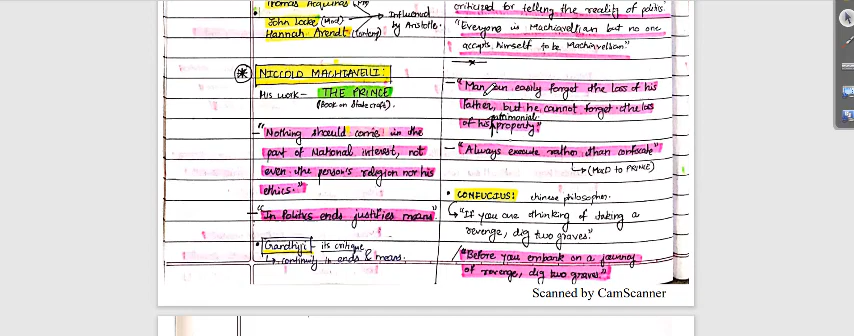 Thomas Acquinas
John Locke (Mod)
Hannah Arendt (Contemp)
Influenced
by Aristotle.
NICCOLO MACHIAVELLI:
His work - THE PRINCE
(Book on Statecraft).
- "Nothing should come in the
part of National interest, not
even the person's religion nor his
ethics."
- "In Politics ends justifies means"
• Gandhiji - its critique
↳ continuity in ends & means.
criticized for telling the reality of politics.
"Everyone is Machiavellian but no one
accepts himself to be Machiavellian"
- "Man can easily forget the loss of his
father, but he cannot forget the loss
of his patrimonial property."
- "Always execute rather than confiscate"
↳ (MacD to PRINCE)
• CONFUCIUS: chinese philosopher.
"If you are thinking of taking a
revenge, dig two graves."
"Before you embark on a journey
of revenge, dig two graves"
Scanned by CamScanner